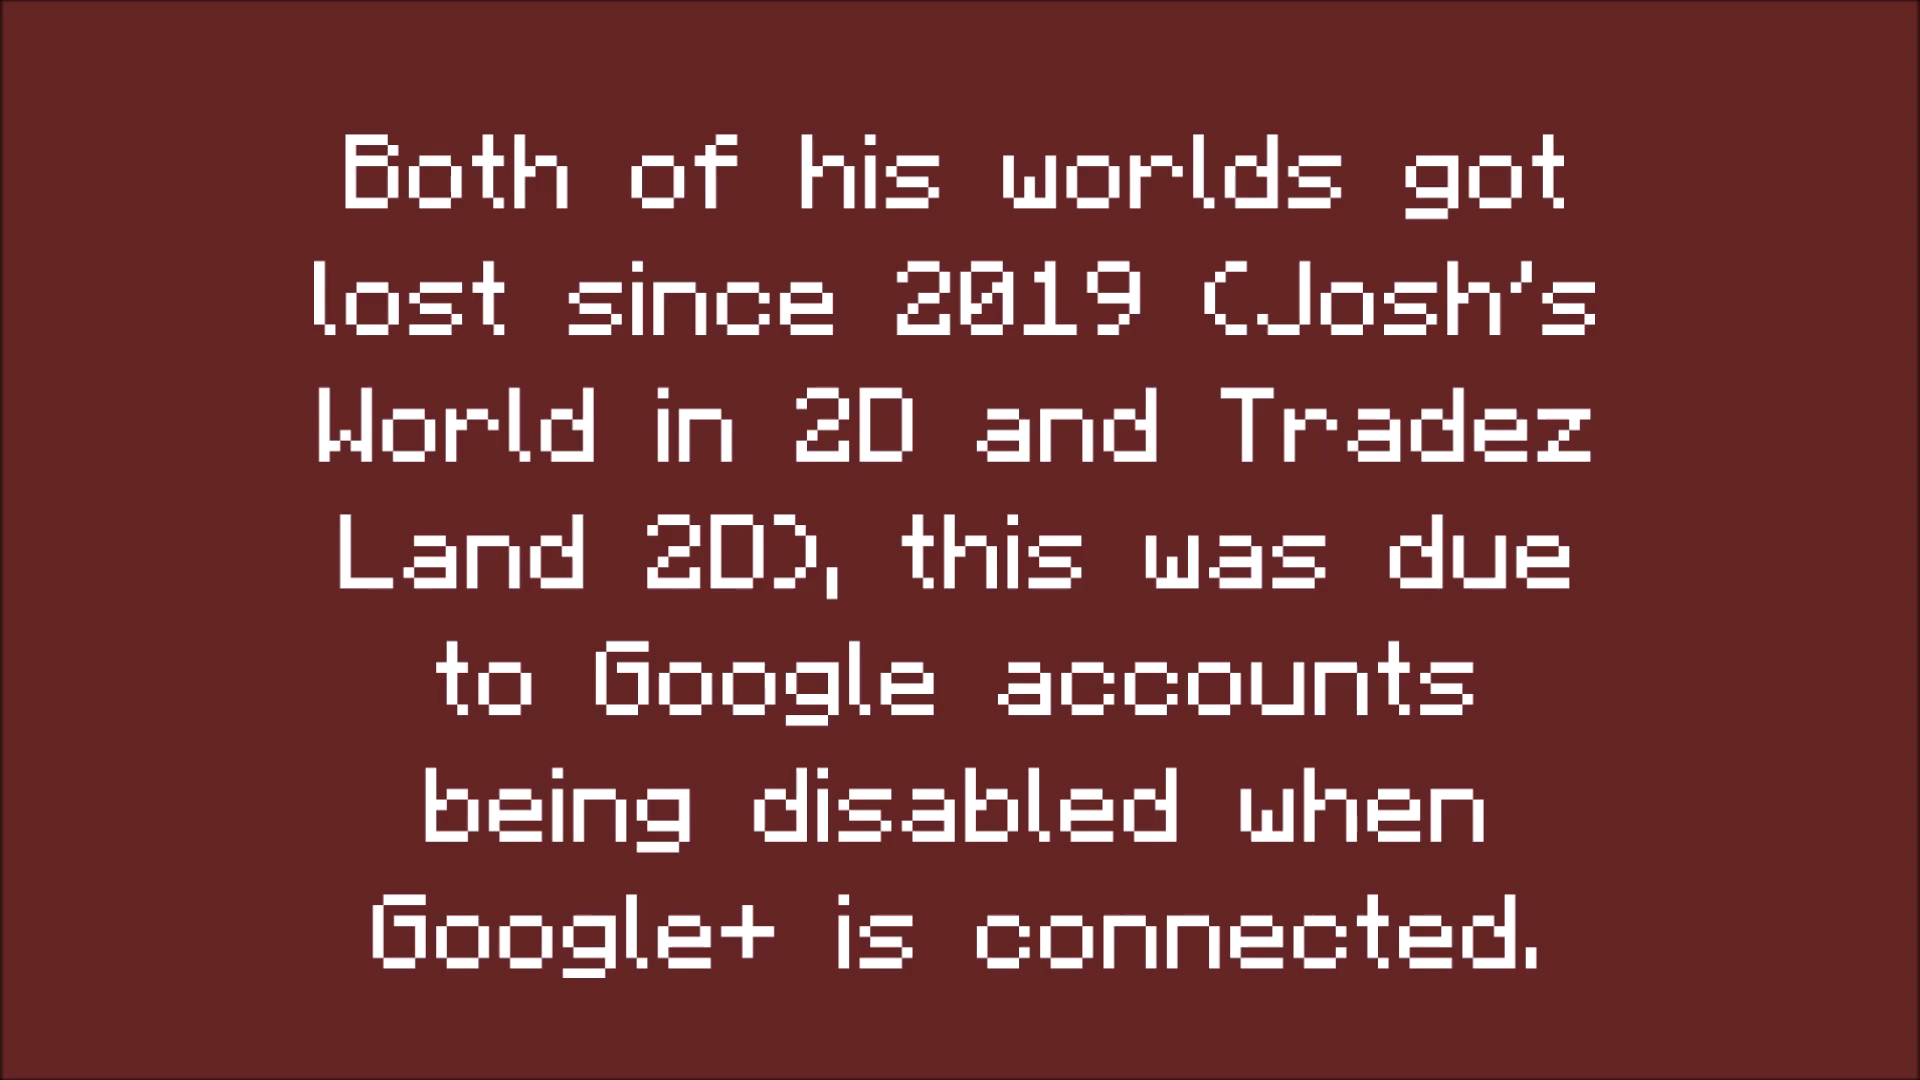 Both of his worlds got
lost since 2019 (Josh's
World in 2D and Tradez
Land 2D), this was due
to Google accounts
being disabled when
Google+ is connected.